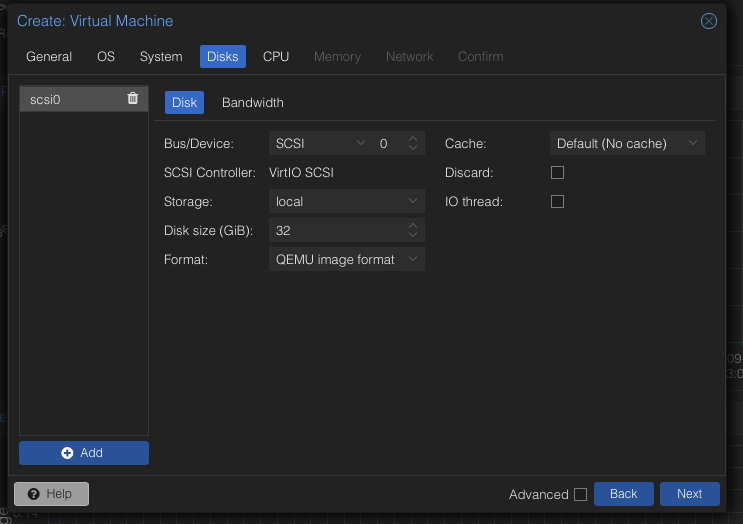 Create: Virtual Machine
General OS System Disks CPU Memory Network Confirm
scsi0
Disk Bandwidth
Bus/Device: SCSI 0 Cache: Default (No cache)
SCSI Controller: VirtIO SCSI Discard:
Storage: local IO thread:
Disk size (GiB): 32
Format: QEMU image format
Add
Help Advanced Back Next